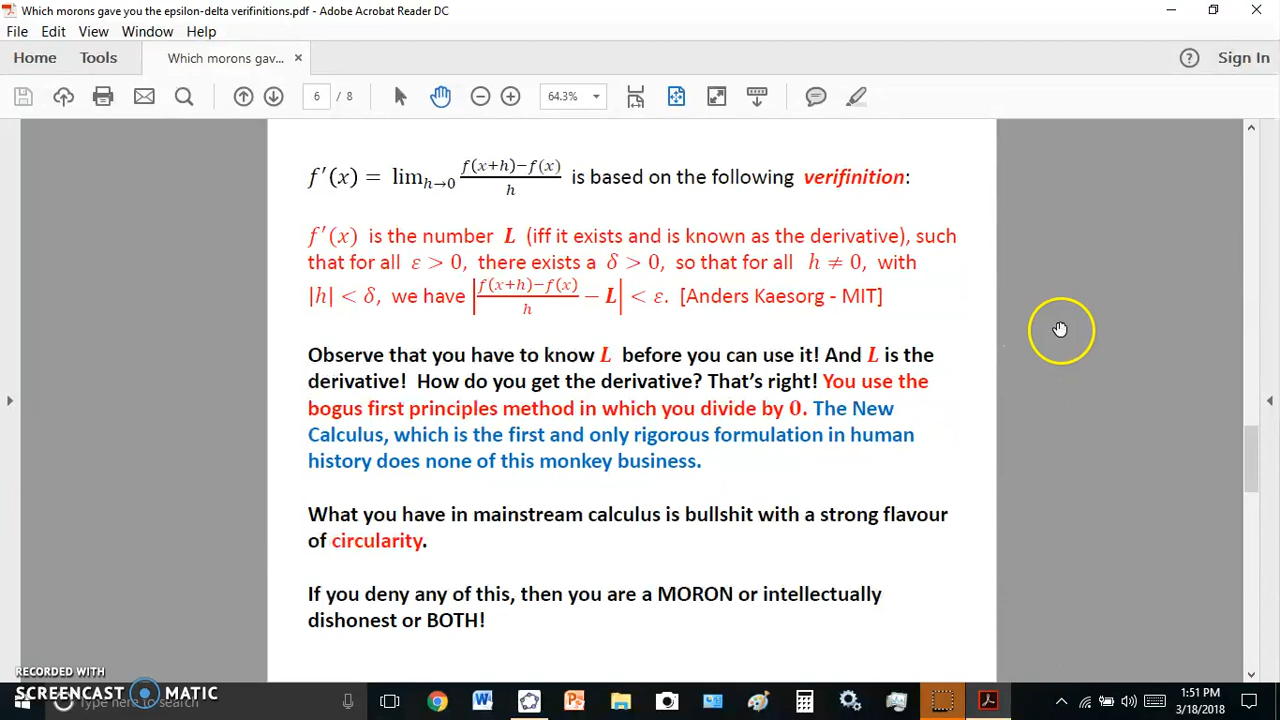 Which morons gave you the epsilon-delta verifinitions.pdf - Adobe Acrobat Reader DC
File Edit View Window Help
Home Tools Which morons gav... × ? Sign In
6 / 8 64.3%
f′(x) = lim_{h→0} \frac{f(x+h)−f(x)}{h} is based on the following verifinition:
f′(x) is the number L (iff it exists and is known as the derivative), such
that for all ε > 0, there exists a δ > 0, so that for all h ≠ 0, with
|h| < δ, we have |\frac{f(x+h)−f(x)}{h} − L| < ε. [Anders Kaesorg - MIT]
Observe that you have to know L before you can use it! And L is the
derivative! How do you get the derivative? That’s right! You use the
bogus first principles method in which you divide by 0. The New
Calculus, which is the first and only rigorous formulation in human
history does none of this monkey business.
What you have in mainstream calculus is bullshit with a strong flavour
of circularity.
If you deny any of this, then you are a MORON or intellectually
dishonest or BOTH!
RECORDED WITH
SCREENCAST MATIC
Type here to search
1:51 PM
3/18/2018